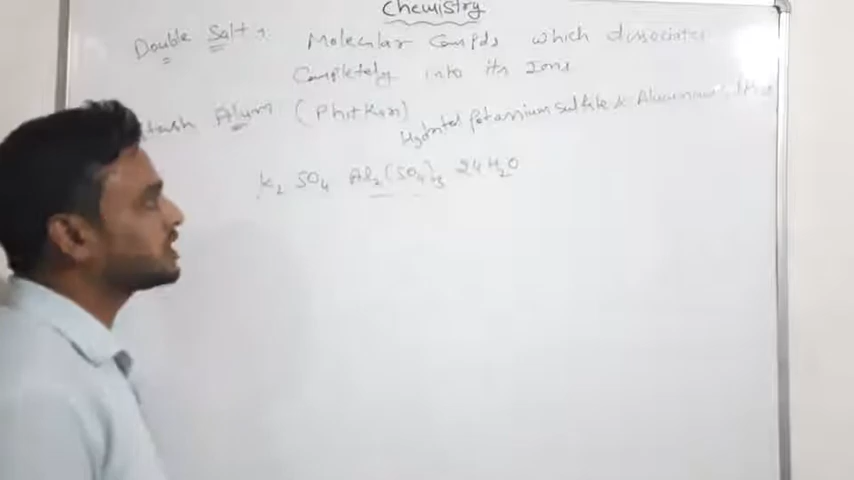 Chemistry
Double Salt : Molecular Compds which dissociates
Completely into its Ions
Alum (Phitkari)
Hydrated potassium sulfate &
K₂ SO₄ Al₂(SO₄)₃ 24H₂O